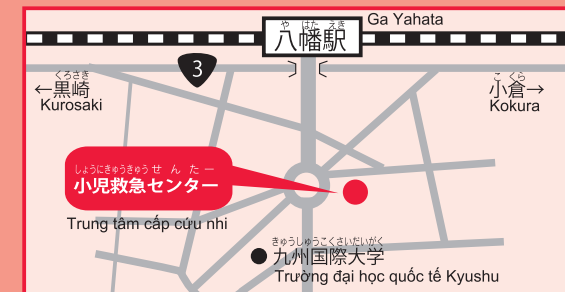 や はた えき
八幡駅
Ga Yahata
3
くろさき
←黒崎
Kurosaki
こ くら
小倉→
Kokura
しょうにきゅうきゅう せ ん た ー
小児救急センター
Trung tâm cấp cứu nhi
きゅうしゅうこくさいだいがく
九州国際大学
Trường đại học quốc tế Kyushu